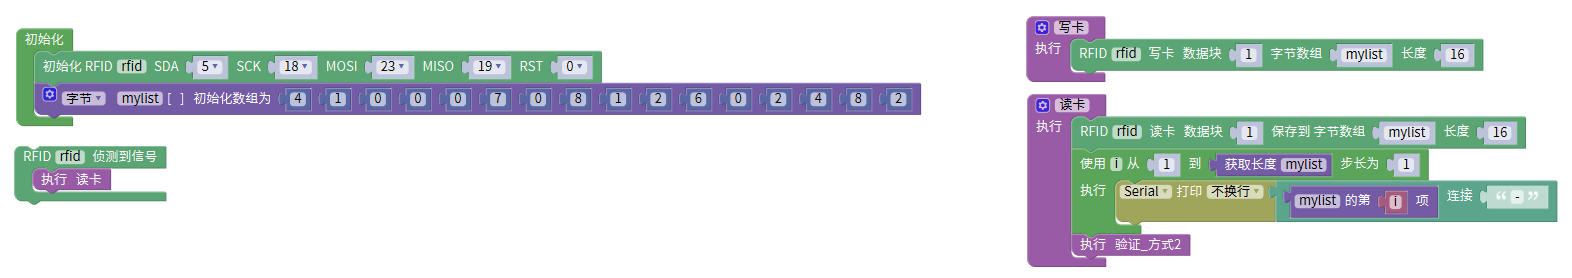 初始化
初始化 RFID rfid SDA 5 SCK 18 MOSI 23 MISO 19 RST 0
字节 mylist [ ] 初始化数组为 4 1 0 0 0 7 0 8 1 2 6 0 2 4 8 2
RFID rfid 侦测到信号
执行 读卡
写卡
执行 RFID rfid 写卡 数据块 1 字节数组 mylist 长度 16
读卡
执行 RFID rfid 读卡 数据块 1 保存到 字节数组 mylist 长度 16
使用 i 从 1 到 获取长度 mylist 步长为 1
执行 Serial 打印 不换行 mylist 的第 i 项 连接 “ - ”
执行 验证_方式2